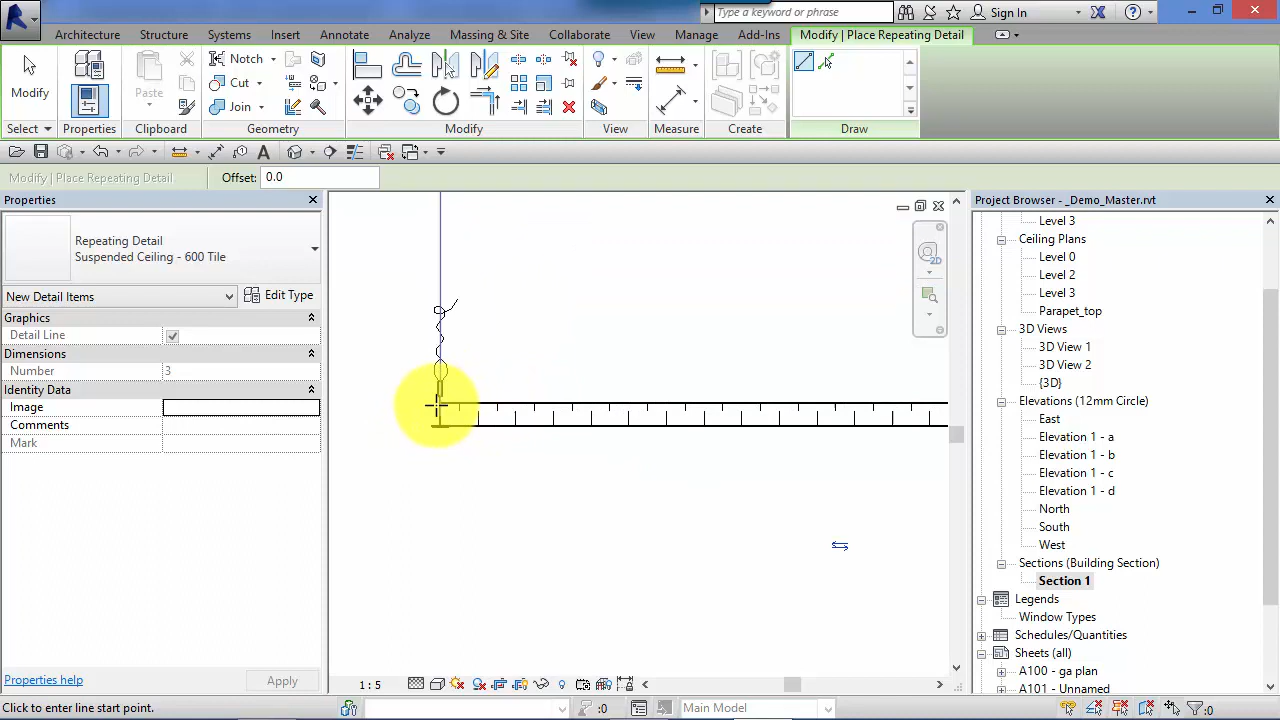 Type a keyword or phrase
Sign In
Architecture Structure Systems Insert Annotate Analyze Massing & Site Collaborate View Manage Add-Ins Modify | Place Repeating Detail
Modify
Paste
Notch
Cut
Join
Select Properties Clipboard Geometry Modify View Measure Create Draw
Modify | Place Repeating Detail
Offset: 0.0
Properties
Project Browser - _Demo_Master.rvt
Repeating Detail
Suspended Ceiling - 600 Tile
New Detail Items
Edit Type
Graphics
Detail Line
Dimensions
Number 3
Identity Data
Image
Comments
Mark
Properties help
Apply
2D
Level 3
Ceiling Plans
Level 0
Level 2
Level 3
Parapet_top
3D Views
3D View 1
3D View 2
{3D}
Elevations (12mm Circle)
East
Elevation 1 - a
Elevation 1 - b
Elevation 1 - c
Elevation 1 - d
North
South
West
Sections (Building Section)
Section 1
Legends
Window Types
Schedules/Quantities
Sheets (all)
A100 - ga plan
A101 - Unnamed
1 : 5
Click to enter line start point.
:0
Main Model
:0